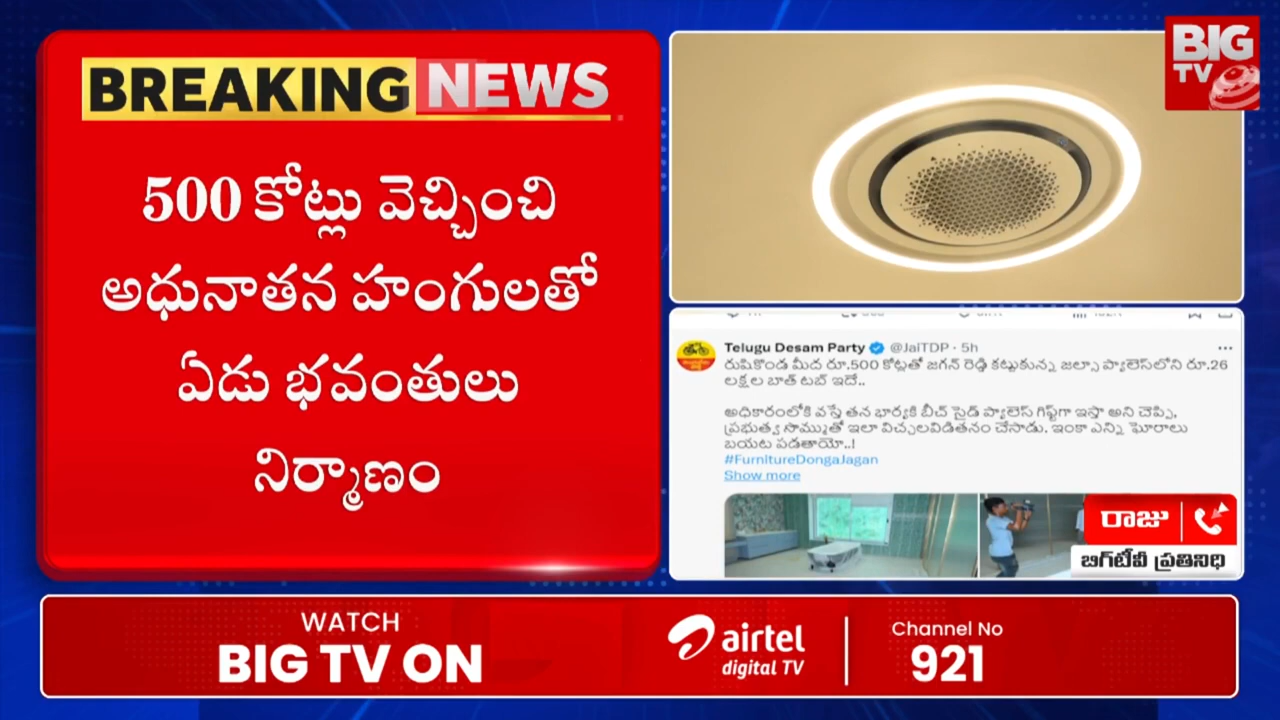 BREAKING NEWS
500 కోట్లు వెచ్చించి
అధునాతన హంగులతో
ఏడు భవంతులు
నిర్మాణం
BIG
TV
Telugu Desam Party @JaiTDP · 5h
రుషికొండ మీద రూ.500 కోట్లతో జగన్ రెడ్డి కట్టుకున్న జల్సా ప్యాలెస్‌లోని రూ.26
లక్షల బాత్ టబ్ ఇదే..
అధికారంలోకి వస్తే తన భార్యకి బీచ్ సైడ్ ప్యాలెస్ గిఫ్ట్‌గా ఇస్తా అని చెప్పి,
ప్రభుత్వ సొమ్ముతో ఇలా విచ్చలవిడితనం చేసాడు. ఇంకా ఎన్ని ఘోరాలు
బయట పడతాయో..!
#FurnitureDongaJagan
Show more
రాజు
బిగ్‌టీవీ ప్రతినిధి
WATCH
BIG TV ON
airtel
digital TV
Channel No
921